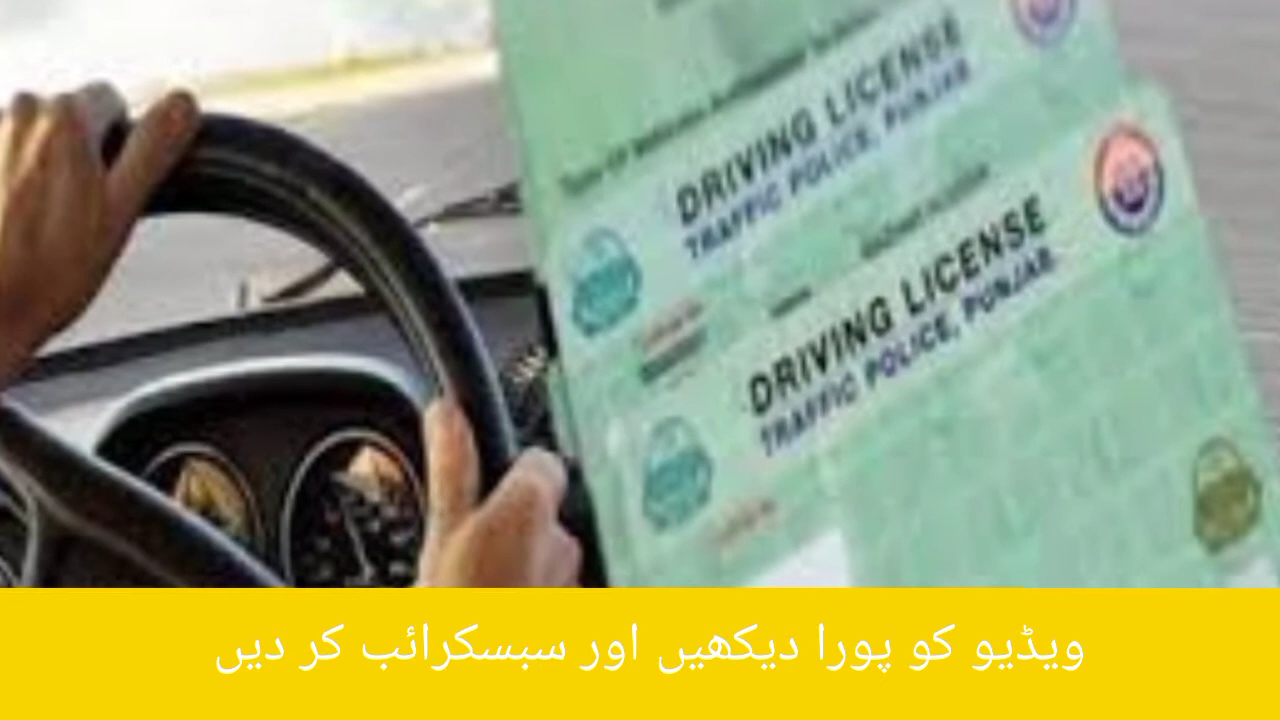 DRIVING LICENSE
TRAFFIC POLICE, PUNJAB.
DRIVING LICENSE
TRAFFIC POLICE, PUNJAB.
ویڈیو کو پورا دیکھیں اور سبسکرائب کر دیں